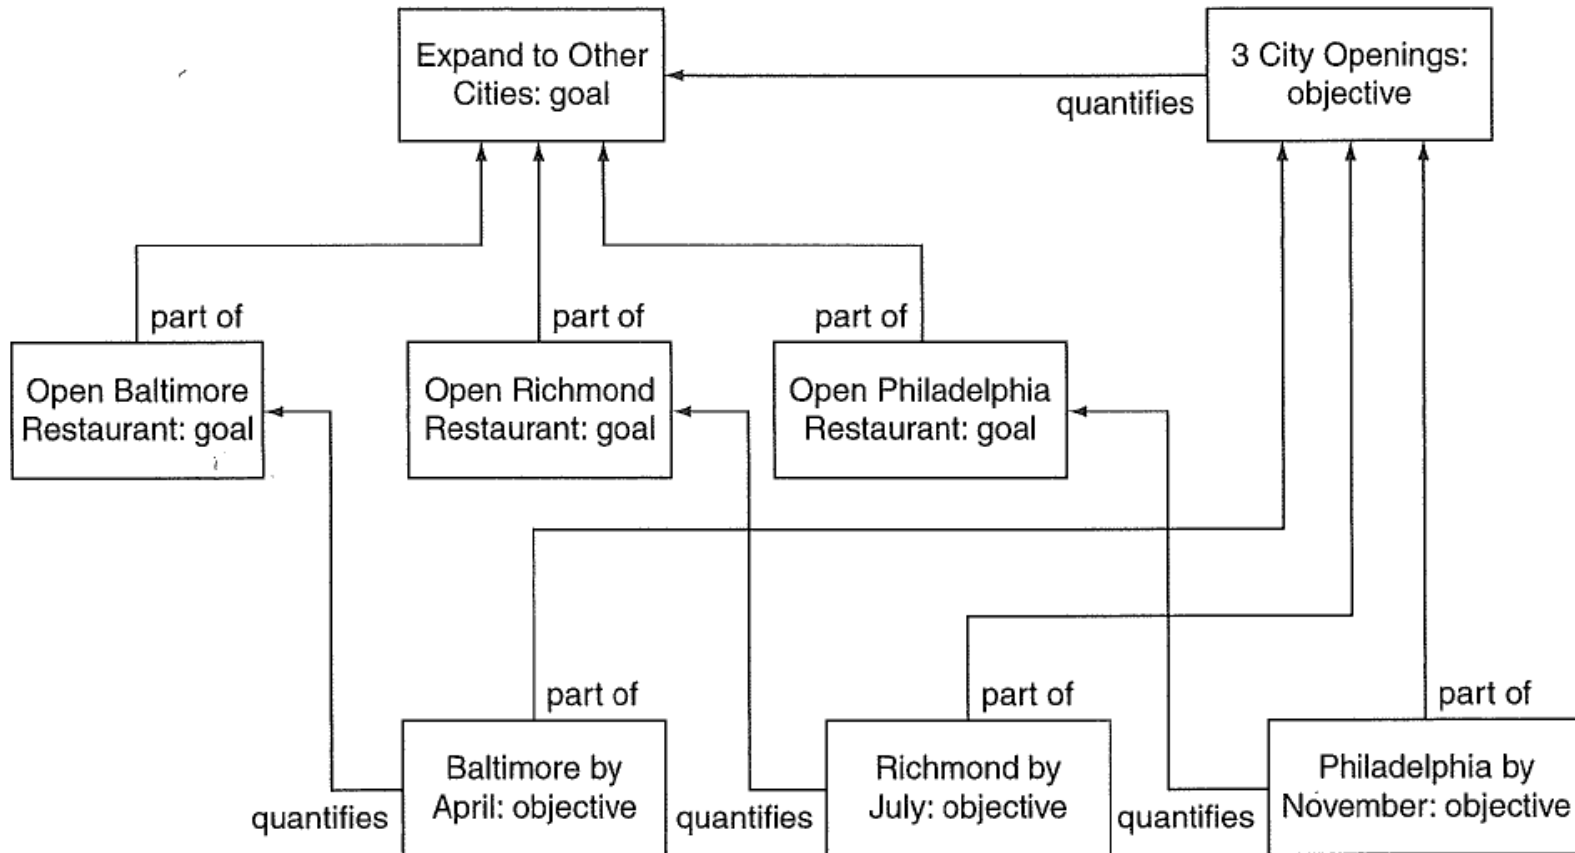 Expand to Other
Cities: goal
3 City Openings:
objective
quantifies
part of
part of
part of
Open Baltimore
Restaurant: goal
Open Richmond
Restaurant: goal
Open Philadelphia
Restaurant: goal
part of
part of
part of
Baltimore by
April: objective
Richmond by
July: objective
Philadelphia by
November: objective
quantifies
quantifies
quantifies